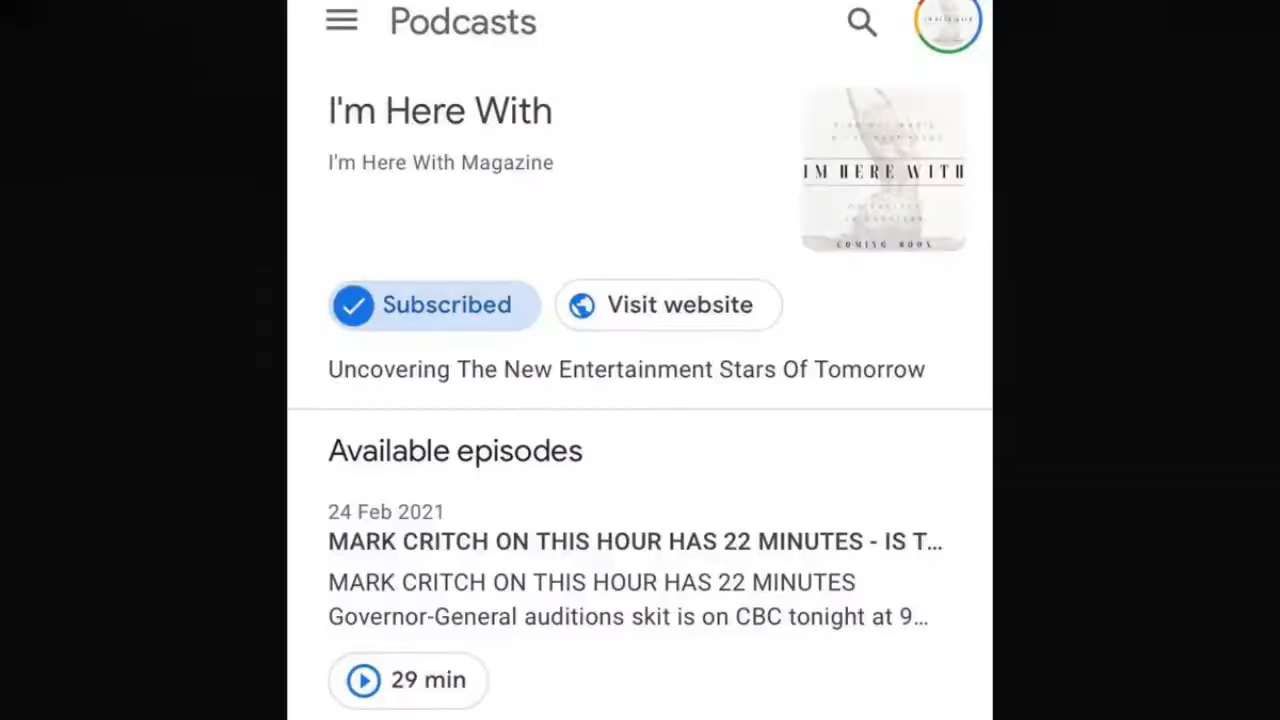 Podcasts
I'm Here With
I'm Here With Magazine
IM HERE WITH
COMING SOON
Subscribed
Visit website
Uncovering The New Entertainment Stars Of Tomorrow
Available episodes
24 Feb 2021
MARK CRITCH ON THIS HOUR HAS 22 MINUTES - IS T...
MARK CRITCH ON THIS HOUR HAS 22 MINUTES
Governor-General auditions skit is on CBC tonight at 9...
29 min